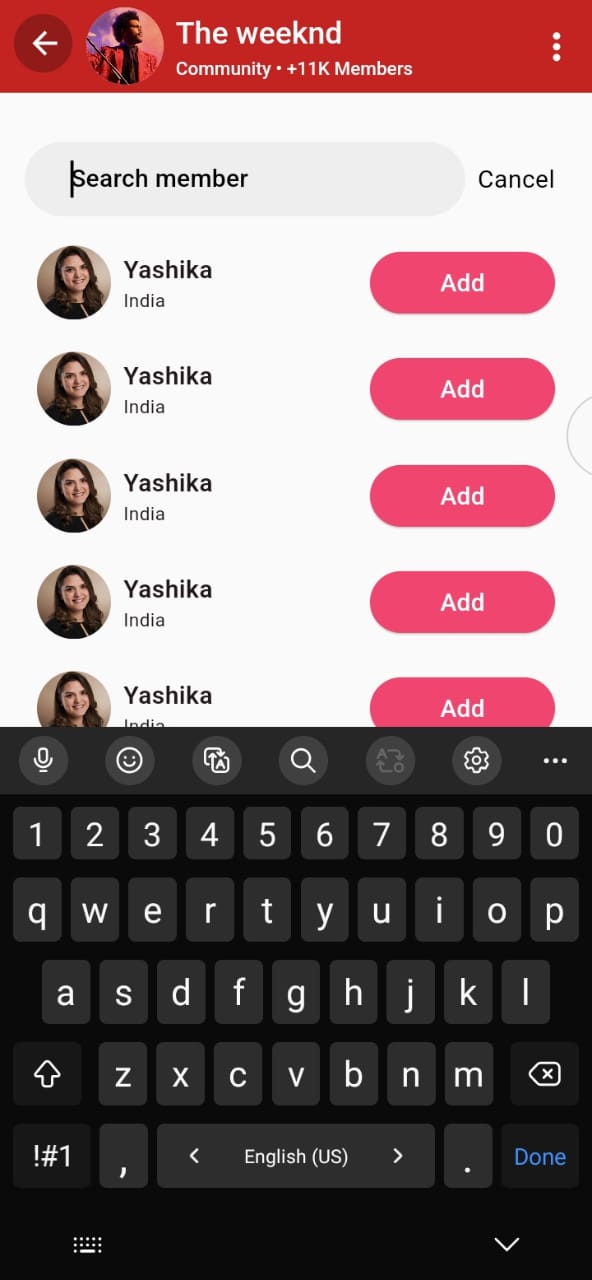 The weeknd
Community • +11K Members
Search member
Cancel
Yashika
India
Add
Yashika
India
Add
Yashika
India
Add
Yashika
India
Add
Yashika
India
Add
1 2 3 4 5 6 7 8 9 0
q w e r t y u i o p
a s d f g h j k l
z x c v b n m
!#1 , < English (US) > . Done